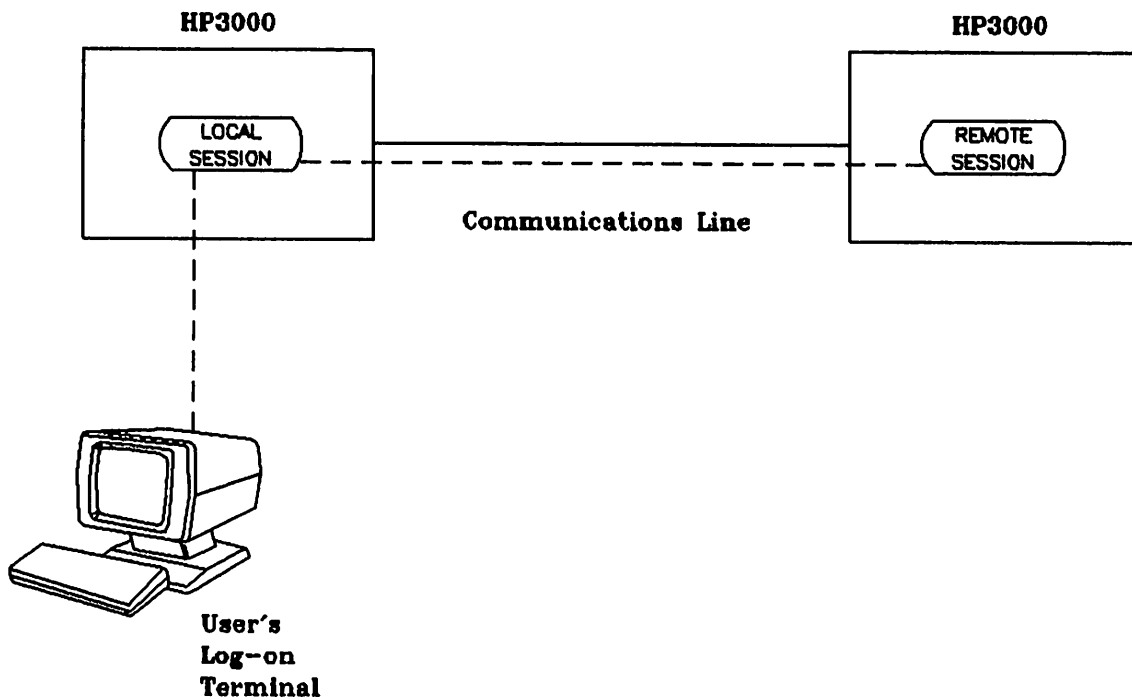 HP3000
HP3000
LOCAL
SESSION
REMOTE
SESSION
Communications Line
User's
Log-on
Terminal